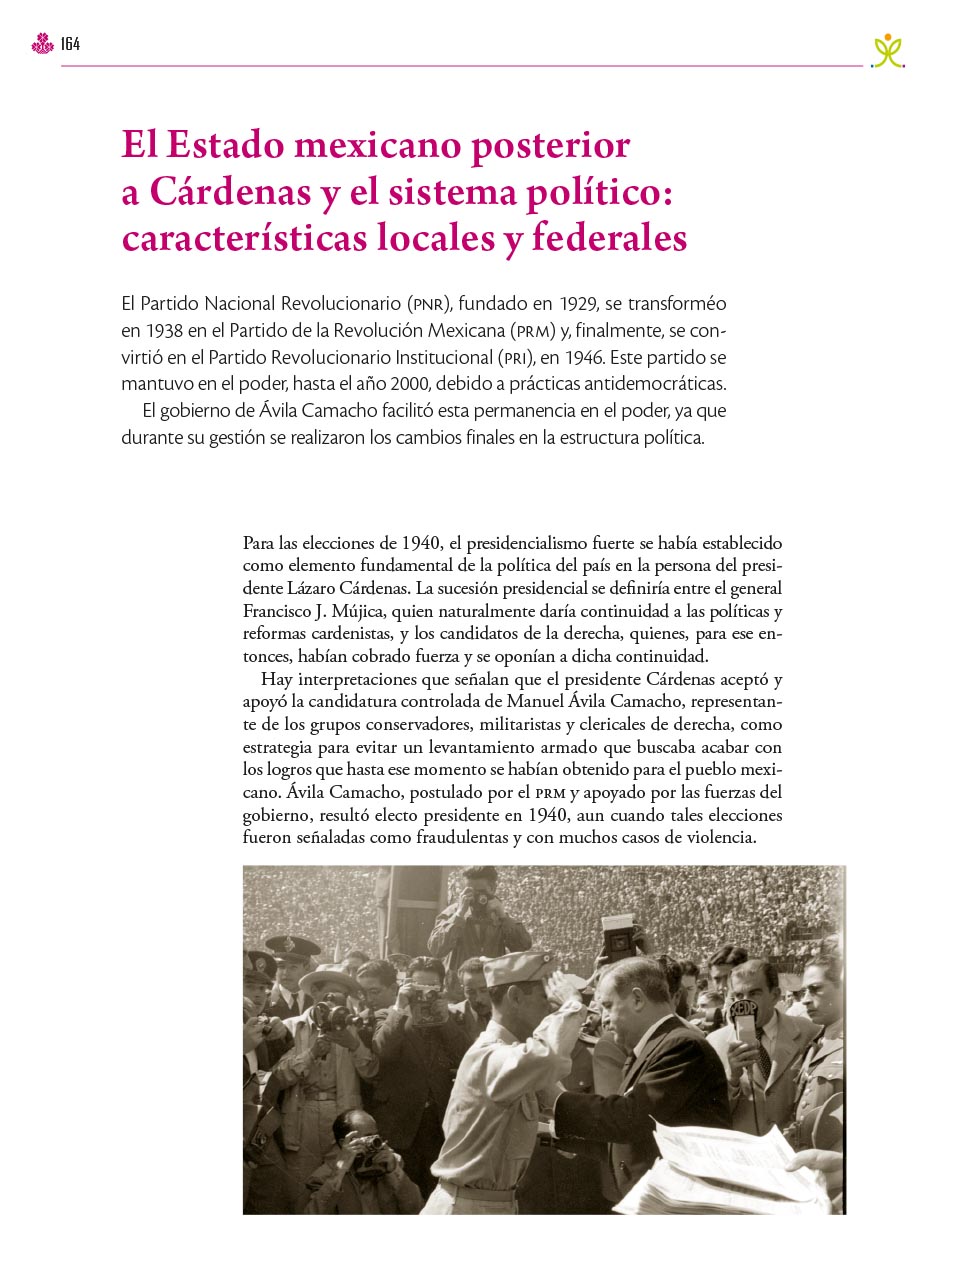 164
El Estado mexicano posterior
a Cárdenas y el sistema político:
características locales y federales
El Partido Nacional Revolucionario (PNR), fundado en 1929, se transforméo
en 1938 en el Partido de la Revolución Mexicana (PRM) y, finalmente, se con-
virtió en el Partido Revolucionario Institucional (PRI), en 1946. Este partido se
mantuvo en el poder, hasta el año 2000, debido a prácticas antidemocráticas.
El gobierno de Ávila Camacho facilitó esta permanencia en el poder, ya que
durante su gestión se realizaron los cambios finales en la estructura política.
Para las elecciones de 1940, el presidencialismo fuerte se había establecido
como elemento fundamental de la política del país en la persona del presi-
dente Lázaro Cárdenas. La sucesión presidencial se definiría entre el general
Francisco J. Mújica, quien naturalmente daría continuidad a las políticas y
reformas cardenistas, y los candidatos de la derecha, quienes, para ese en-
tonces, habían cobrado fuerza y se oponían a dicha continuidad.
Hay interpretaciones que señalan que el presidente Cárdenas aceptó y
apoyó la candidatura controlada de Manuel Ávila Camacho, representan-
te de los grupos conservadores, militaristas y clericales de derecha, como
estrategia para evitar un levantamiento armado que buscaba acabar con
los logros que hasta ese momento se habían obtenido para el pueblo mexi-
cano. Ávila Camacho, postulado por el PRM y apoyado por las fuerzas del
gobierno, resultó electo presidente en 1940, aun cuando tales elecciones
fueron señaladas como fraudulentas y con muchos casos de violencia.
XEDP